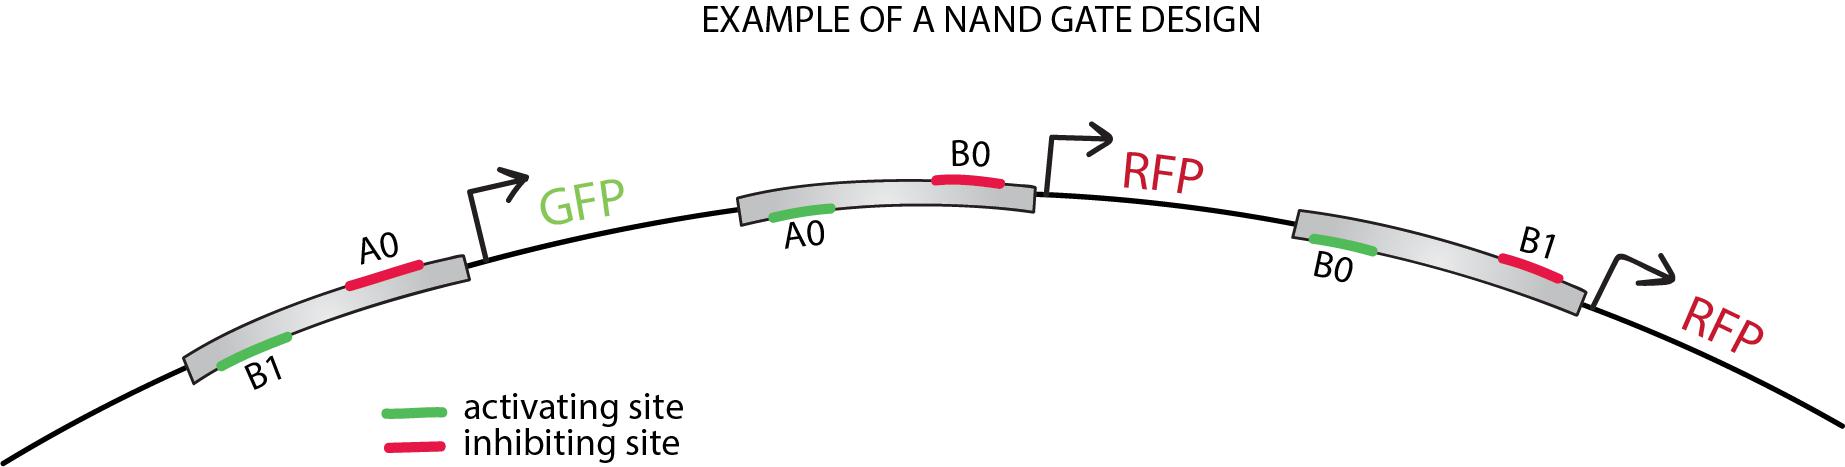 EXAMPLE OF A NAND GATE DESIGN
A0
GFP
B1
B0
RFP
A0
B1
B0
RFP
activating site
inhibiting site